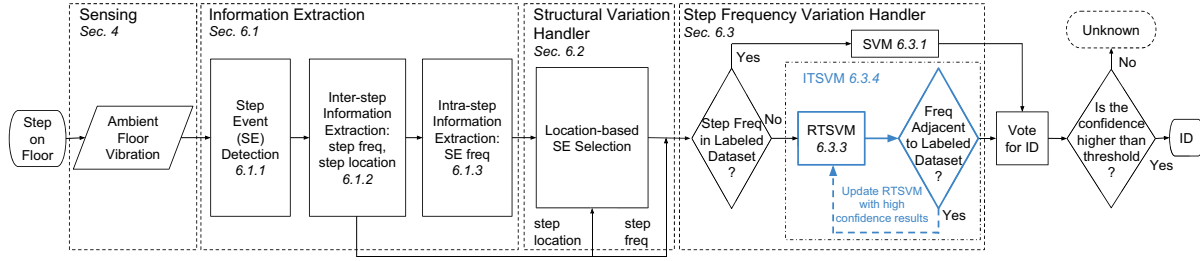 Sensing
Sec. 4
Information Extraction
Sec. 6.1
Structural Variation
Handler
Sec. 6.2
Step Frequency Variation Handler
Sec. 6.3
Step
on
Floor
Ambient
Floor
Vibration
Step
Event (SE)
Detection
6.1.1
Inter-step
Information
Extraction:
step freq,
step location
6.1.2
Intra-step
Information
Extraction:
SE freq
6.1.3
Location-based
SE Selection
step
location
step
freq
Step Freq
in Labeled
Dataset
?
Yes
No
SVM 6.3.1
ITSVM 6.3.4
RTSVM
6.3.3
Freq
Adjacent
to Labeled
Dataset
?
Update RTSVM
with high
confidence results
Yes
Vote
for ID
Unknown
No
Is the
confidence
higher than
threshold
?
Yes
ID